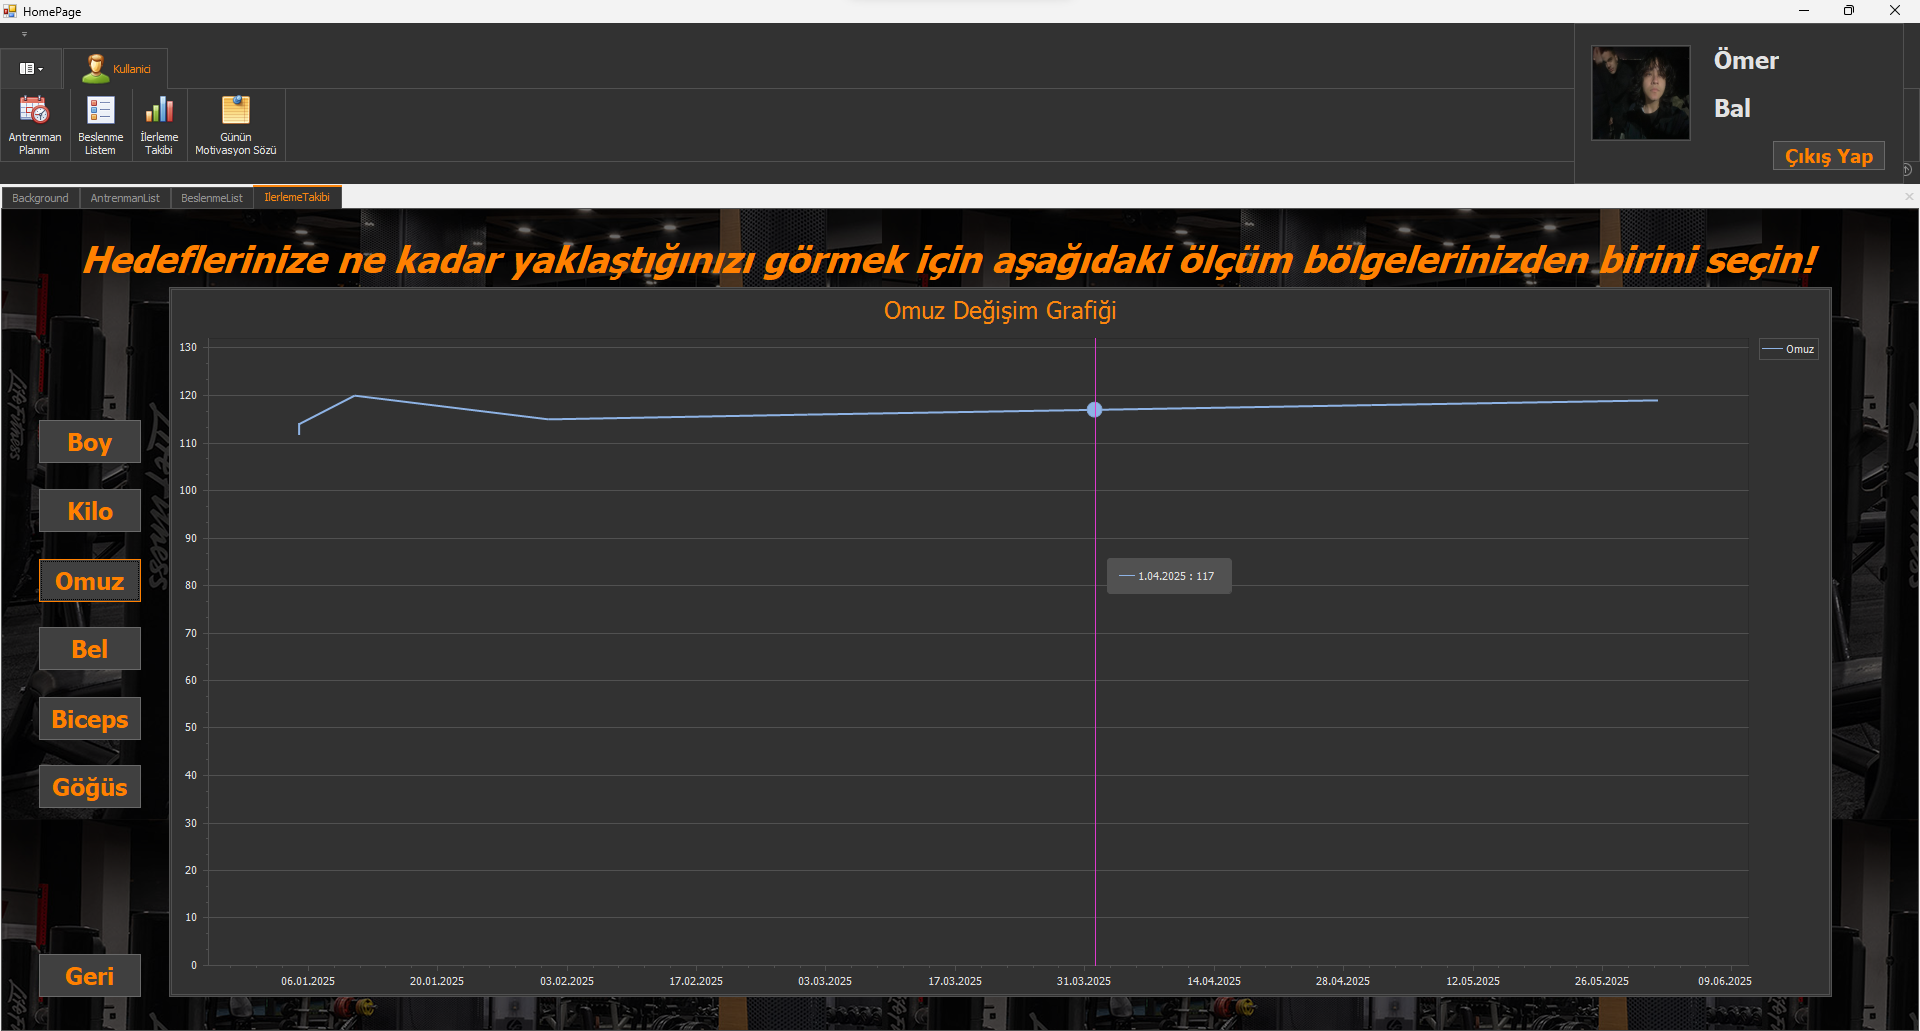 HomePage
Kullanici
Antrenman
Planım
Beslenme
Listem
İlerleme
Takibi
Günün
Motivasyon Sözü
Ömer
Bal
Çıkış Yap
Background
AntrenmanList
BeslenmeList
IlerlemeTakibi
Hedeflerinize ne kadar yaklaştığınızı görmek için aşağıdaki ölçüm bölgelerinizden birini seçin!
Boy
Kilo
Omuz
Bel
Biceps
Göğüs
Geri
Omuz Değişim Grafiği
Omuz
130
120
110
100
90
80
70
60
50
40
30
20
10
0
1.04.2025 : 117
06.01.2025
20.01.2025
03.02.2025
17.02.2025
03.03.2025
17.03.2025
31.03.2025
14.04.2025
28.04.2025
12.05.2025
26.05.2025
09.06.2025
Life Fitness
Life Fitness